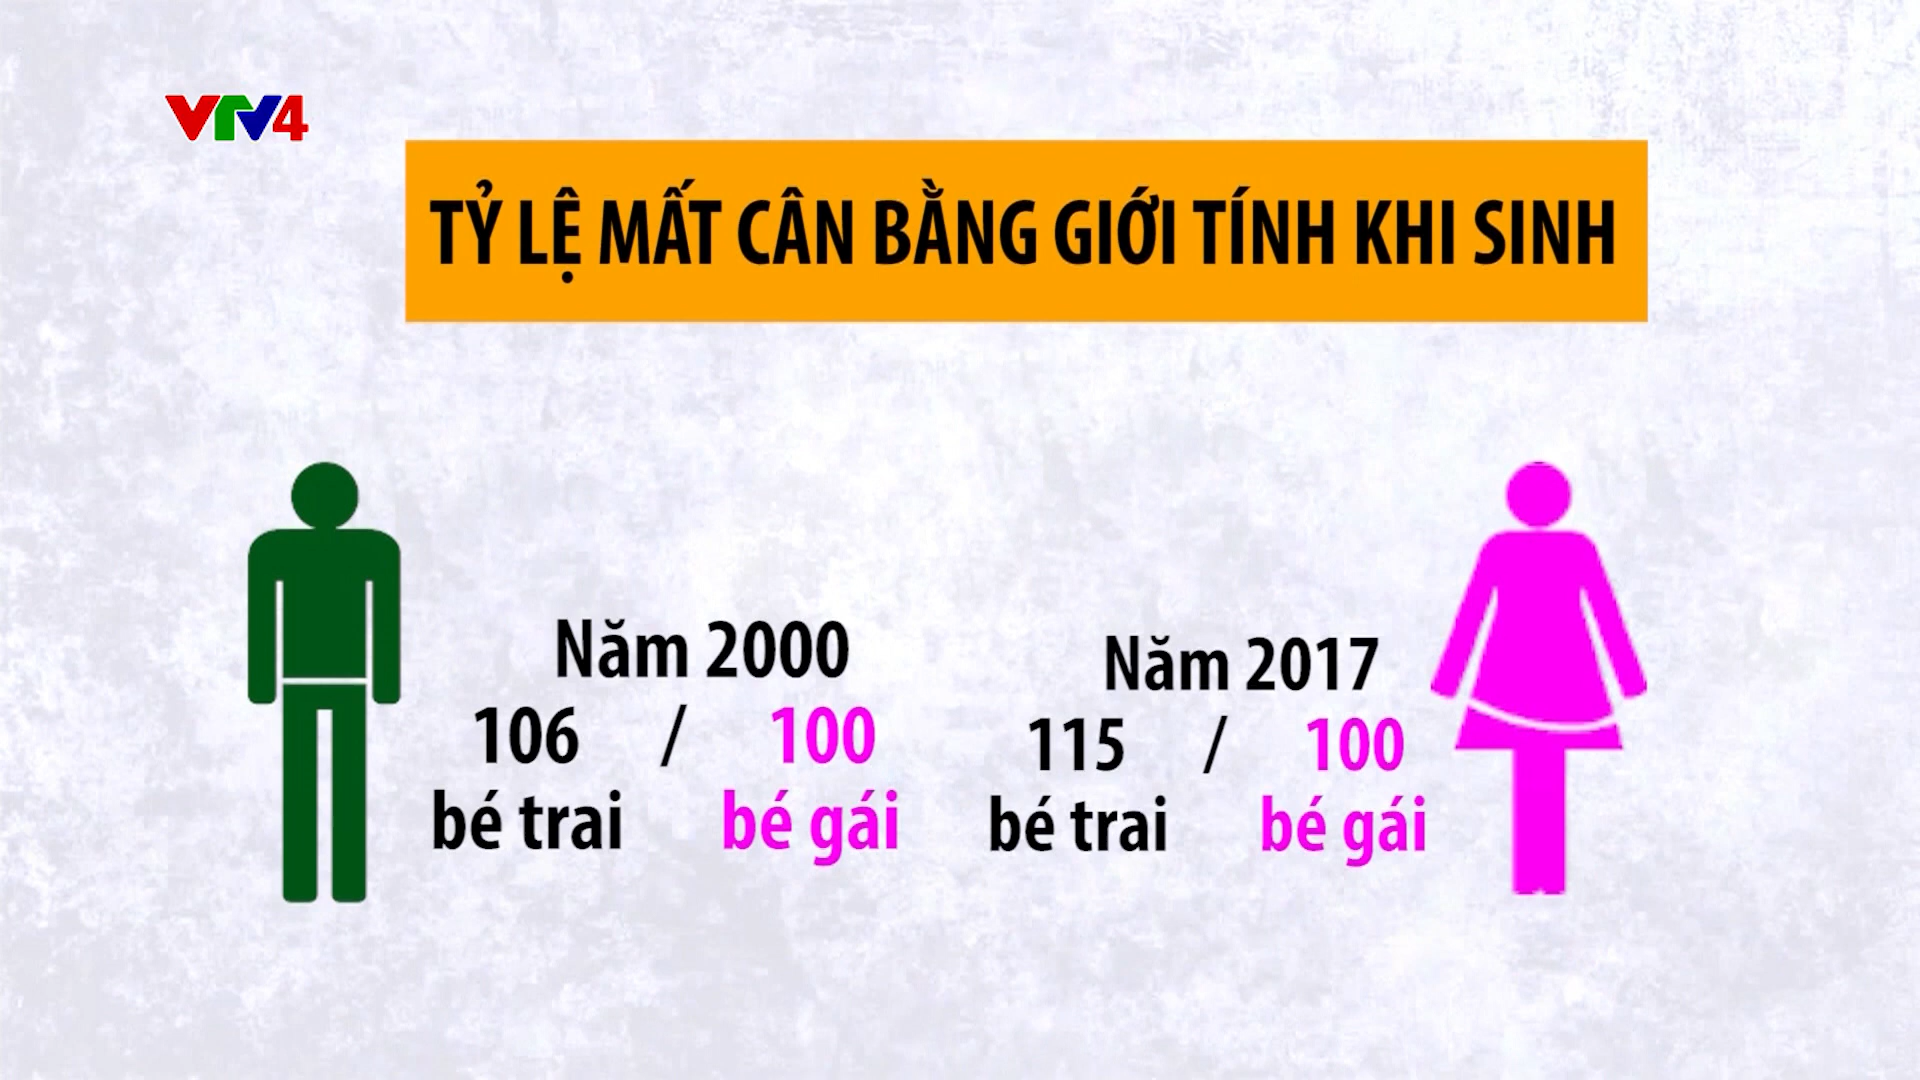 VTV4
TỶ LỆ MẤT CÂN BẰNG GIỚI TÍNH KHI SINH
Năm 2000
106 / 100
bé trai bé gái
Năm 2017
115 / 100
bé trai bé gái